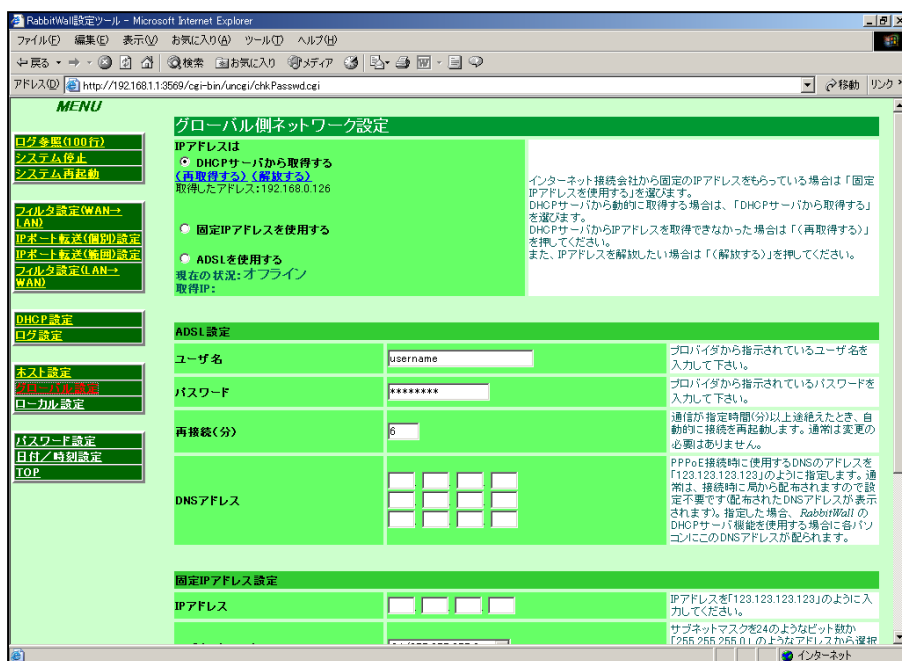 RabbitWall設定ツール - Microsoft Internet Explorer
ファイル(F) 編集(E) 表示(V) お気に入り(A) ツール(T) ヘルプ(H)
戻る 検索 お気に入り メディア
アドレス(D) http://192.168.1.1:3569/cgi-bin/uncgi/chkPasswd.cgi 移動 リンク
MENU
ログ参照(100行)
システム停止
システム再起動
フィルタ設定(WAN→
LAN)
IPポート転送(個別)設定
IPポート転送(範囲)設定
フィルタ設定(LAN→
WAN)
DHCP設定
ログ設定
ホスト設定
グローバル設定
ローカル設定
パスワード設定
日付/時刻設定
TOP
グローバル側ネットワーク設定
IPアドレスは
DHCPサーバから取得する
(再取得する) (解放する)
取得したアドレス:192.168.0.126
固定IPアドレスを使用する
ADSLを使用する
現在の状況:オフライン
取得IP:
インターネット接続会社から固定のIPアドレスをもらっている場合は「固定
IPアドレスを使用する」を選びます。
DHCPサーバから動的に取得する場合は、「DHCPサーバから取得する」
を選びます。
DHCPサーバからIPアドレスを取得できなかった場合は「(再取得する)」
を押してください。
また、IPアドレスを解放したい場合は「(解放する)」を押してください。
ADSL設定
ユーザ名
username
プロバイダから指示されているユーザ名を
入力して下さい。
パスワード
********
プロバイダから指示されているパスワードを
入力して下さい。
再接続(分)
6
通信が指定時間(分)以上途絶えたとき、自
動的に接続を再起動します。通常は変更の
必要はありません。
DNSアドレス
. . .
. . .
. . .
PPPoE接続時に使用するDNSのアドレスを
「123.123.123.123」のように指定します。通
常は、接続時に局から配布されますので設
定不要です(配布されたDNSアドレスが表示
されます)。指定した場合、RabbitWall の
DHCPサーバ機能を使用する場合に各パソ
コンにこのDNSアドレスが配られます。
固定IPアドレス設定
IPアドレス
. . .
IPアドレスを「123.123.123.123」のように入
力してください。
サブネットマスクを24のようなビット数か
「255.255.255.0」のようなアドレスから選択
インターネット